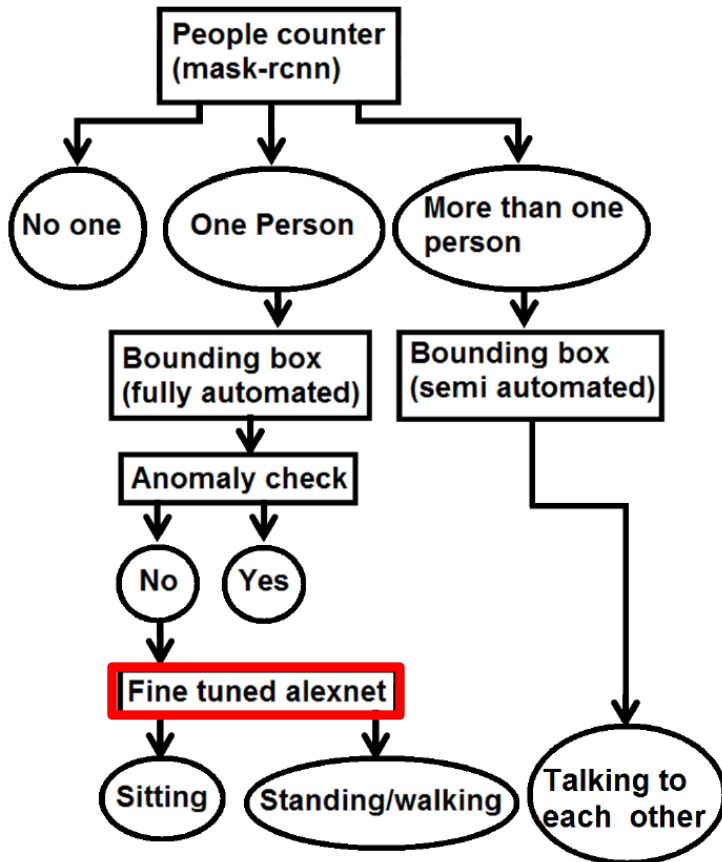 People counter
(mask-rcnn)
No one
One Person
More than one
person
Bounding box
(fully automated)
Bounding box
(semi automated)
Anomaly check
No
Yes
Fine tuned alexnet
Sitting
Standing/walking
Talking to
each other